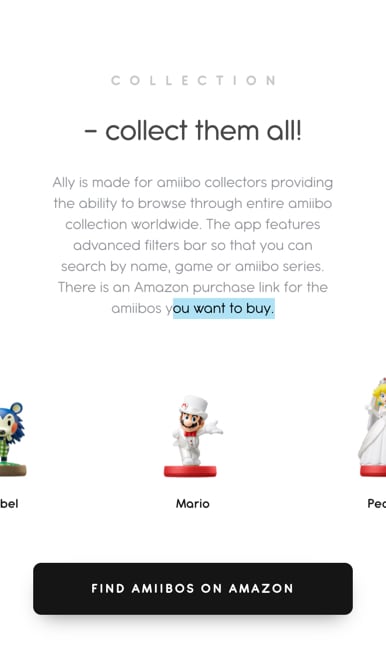 COLLECTION
– collect them all!
Ally is made for amiibo collectors providing
the ability to browse through entire amiibo
collection worldwide. The app features
advanced filters bar so that you can
search by name, game or amiibo series.
There is an Amazon purchase link for the
amiibos you want to buy.
bel
Mario
Pea
FIND AMIIBOS ON AMAZON